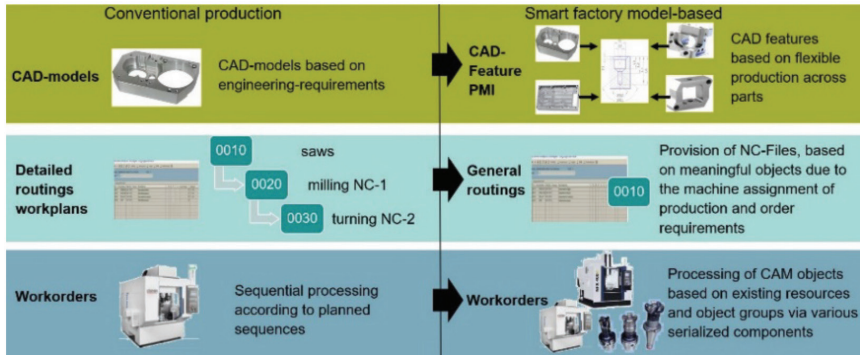 Conventional production
Smart factory model-based
CAD-models
CAD-models based on
engineering-requirements
CAD-
Feature
PMI
CAD features
based on flexible
production across
parts
Detailed
routings
workplans
0010
saws
0020
milling NC-1
0030
turning NC-2
General
routings
0010
Provision of NC-Files, based
on meaningful objects due to
the machine assignment of
production and order
requirements
Workorders
Sequential processing
according to planned
sequences
Workorders
Processing of CAM objects
based on existing resources
and object groups via various
serialized components